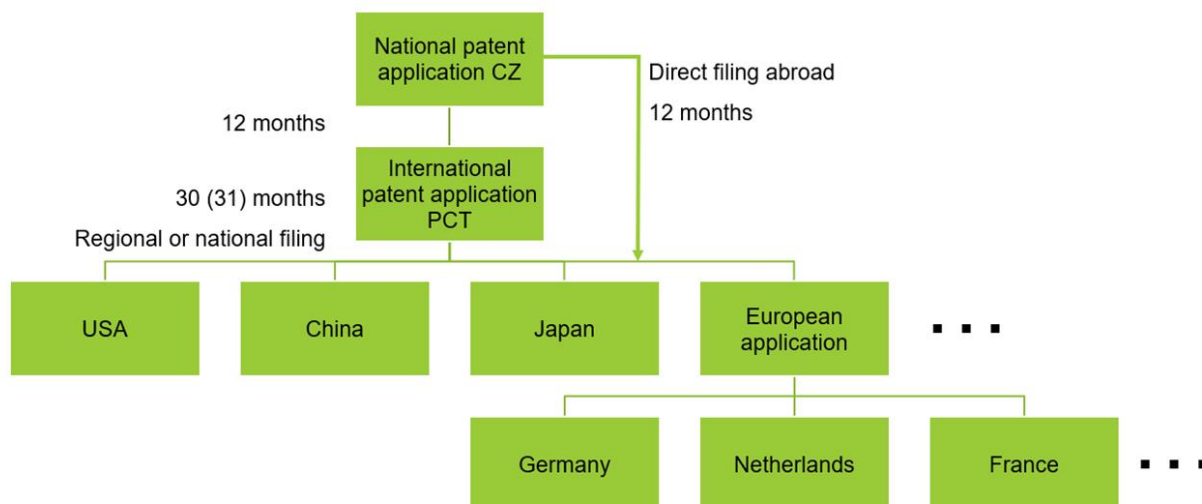 National patent
application CZ
Direct filing abroad
12 months
12 months
International
patent application
PCT
30 (31) months
Regional or national filing
USA
China
Japan
European
application
. . .
Germany
Netherlands
France
. . .